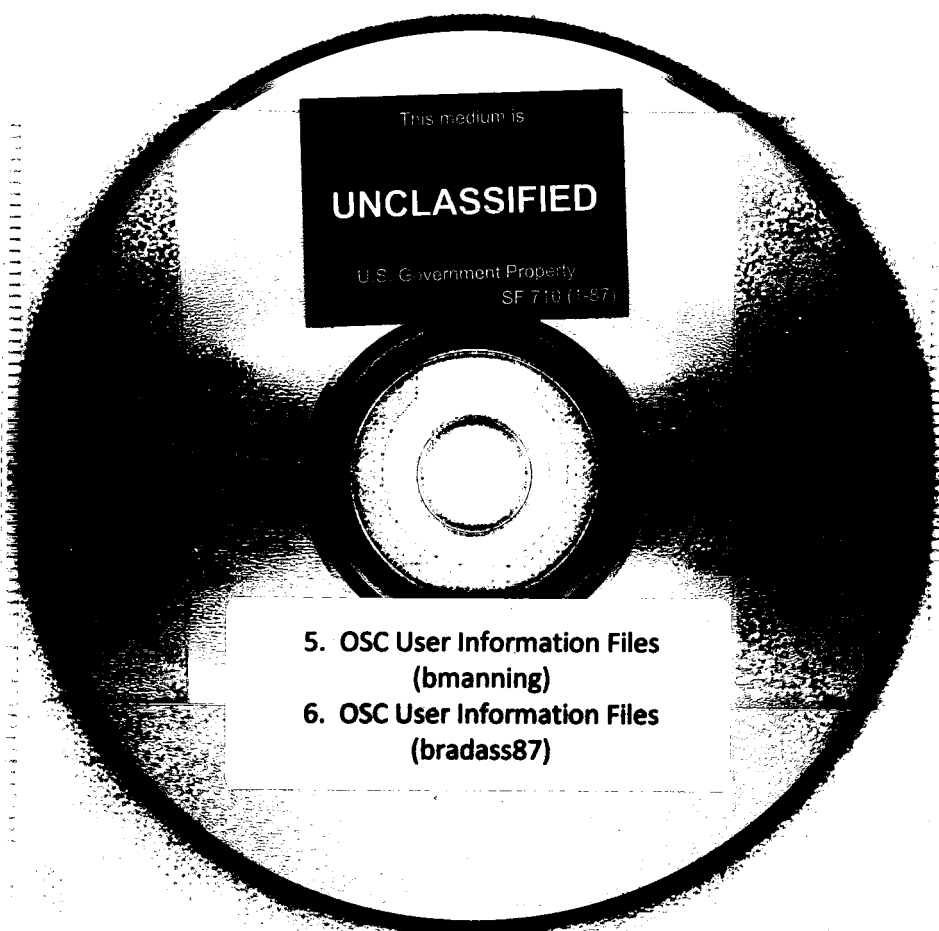 This medium is
UNCLASSIFIED
U.S. Government Property
SF 710 (1-87)
5. OSC User Information Files
(bmanning)
6. OSC User Information Files
(bradass87)